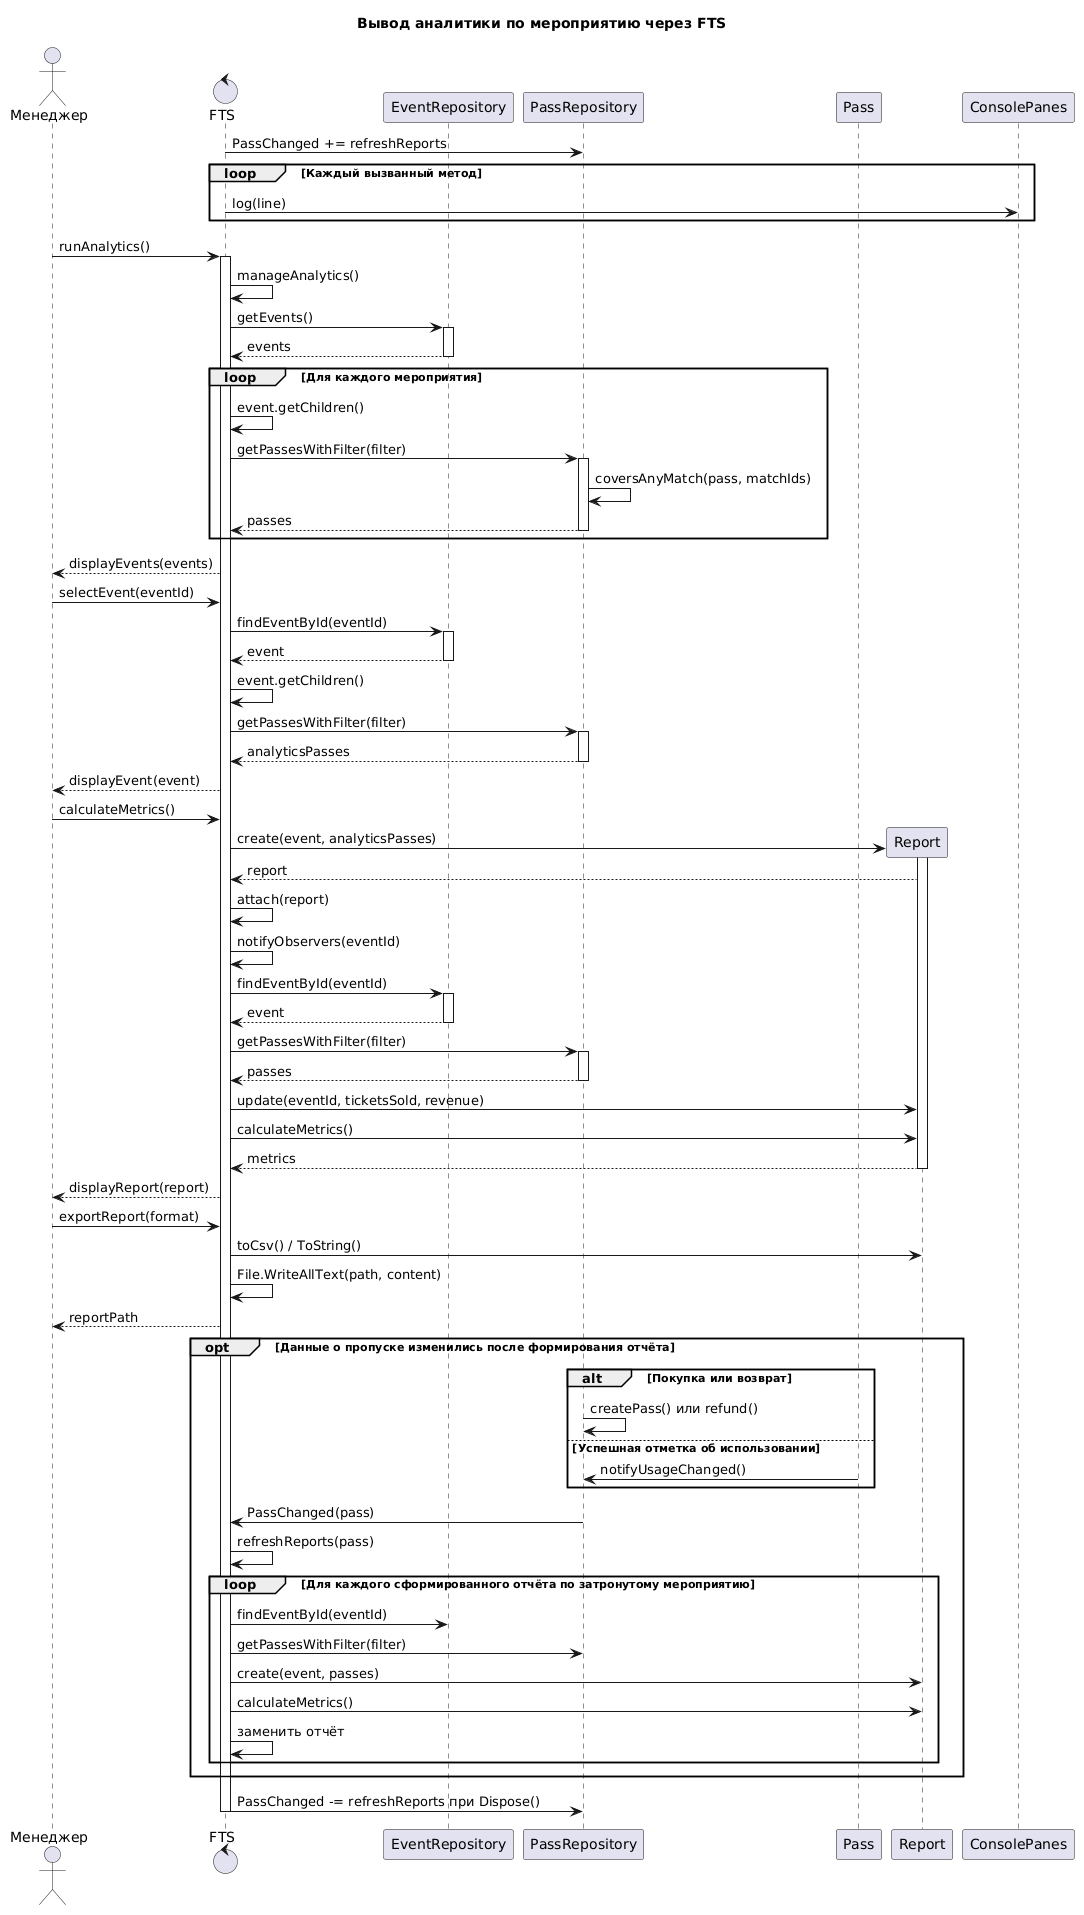 Вывод аналитики по мероприятию через FTS
Менеджер
FTS
EventRepository
PassRepository
Pass
ConsolePanes
PassChanged += refreshReports
loop
[Каждый вызванный метод]
log(line)
runAnalytics()
manageAnalytics()
getEvents()
events
loop
[Для каждого мероприятия]
event.getChildren()
getPassesWithFilter(filter)
coversAnyMatch(pass, matchIds)
passes
displayEvents(events)
selectEvent(eventId)
findEventById(eventId)
event
event.getChildren()
getPassesWithFilter(filter)
analyticsPasses
displayEvent(event)
calculateMetrics()
create(event, analyticsPasses)
Report
report
attach(report)
notifyObservers(eventId)
findEventById(eventId)
event
getPassesWithFilter(filter)
passes
update(eventId, ticketsSold, revenue)
calculateMetrics()
metrics
displayReport(report)
exportReport(format)
toCsv() / ToString()
File.WriteAllText(path, content)
reportPath
opt
[Данные о пропуске изменились после формирования отчёта]
alt
[Покупка или возврат]
createPass() или refund()
[Успешная отметка об использовании]
notifyUsageChanged()
PassChanged(pass)
refreshReports(pass)
loop
[Для каждого сформированного отчёта по затронутому мероприятию]
findEventById(eventId)
getPassesWithFilter(filter)
create(event, passes)
calculateMetrics()
заменить отчёт
PassChanged -= refreshReports при Dispose()
Менеджер
FTS
EventRepository
PassRepository
Pass
Report
ConsolePanes